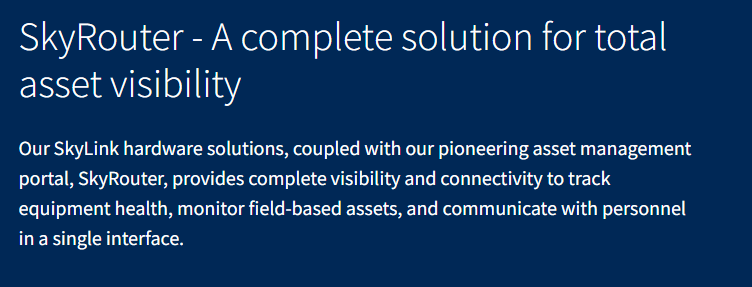 SkyRouter - A complete solution for total
asset visibility
Our SkyLink hardware solutions, coupled with our pioneering asset management
portal, SkyRouter, provides complete visibility and connectivity to track
equipment health, monitor field-based assets, and communicate with personnel
in a single interface.